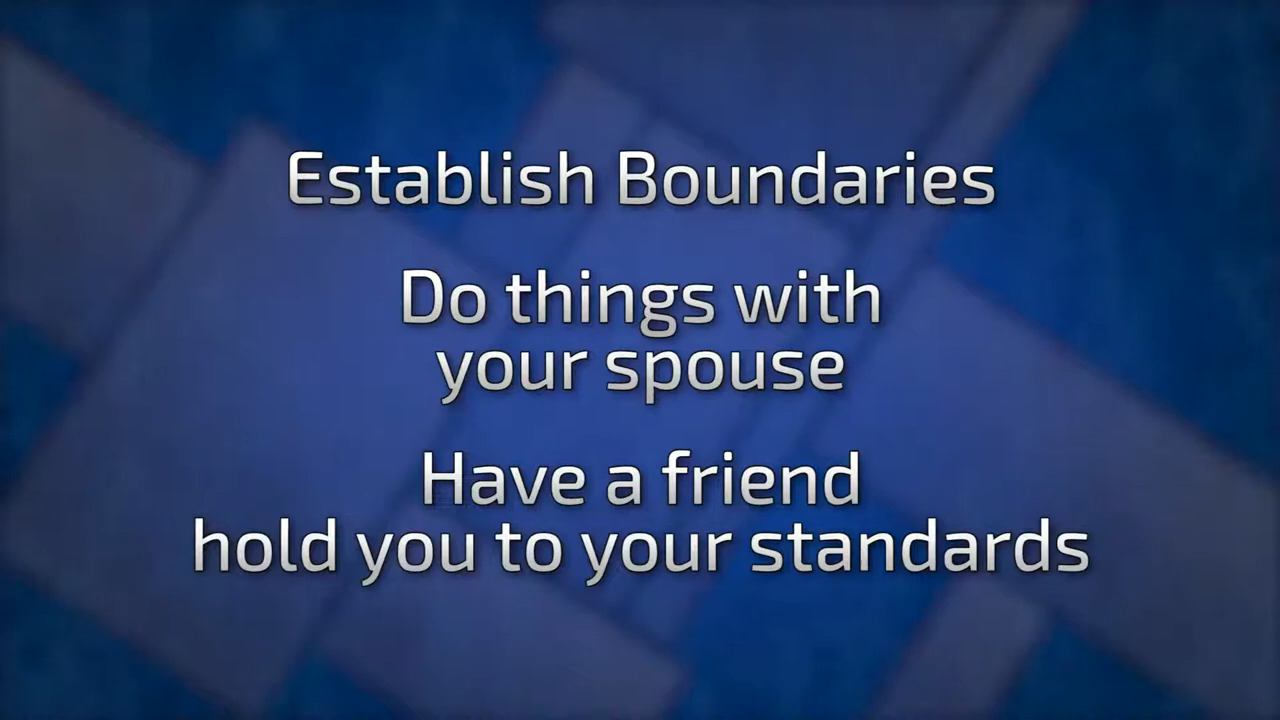 Establish Boundaries
Do things with
your spouse
Have a friend
hold you to your standards